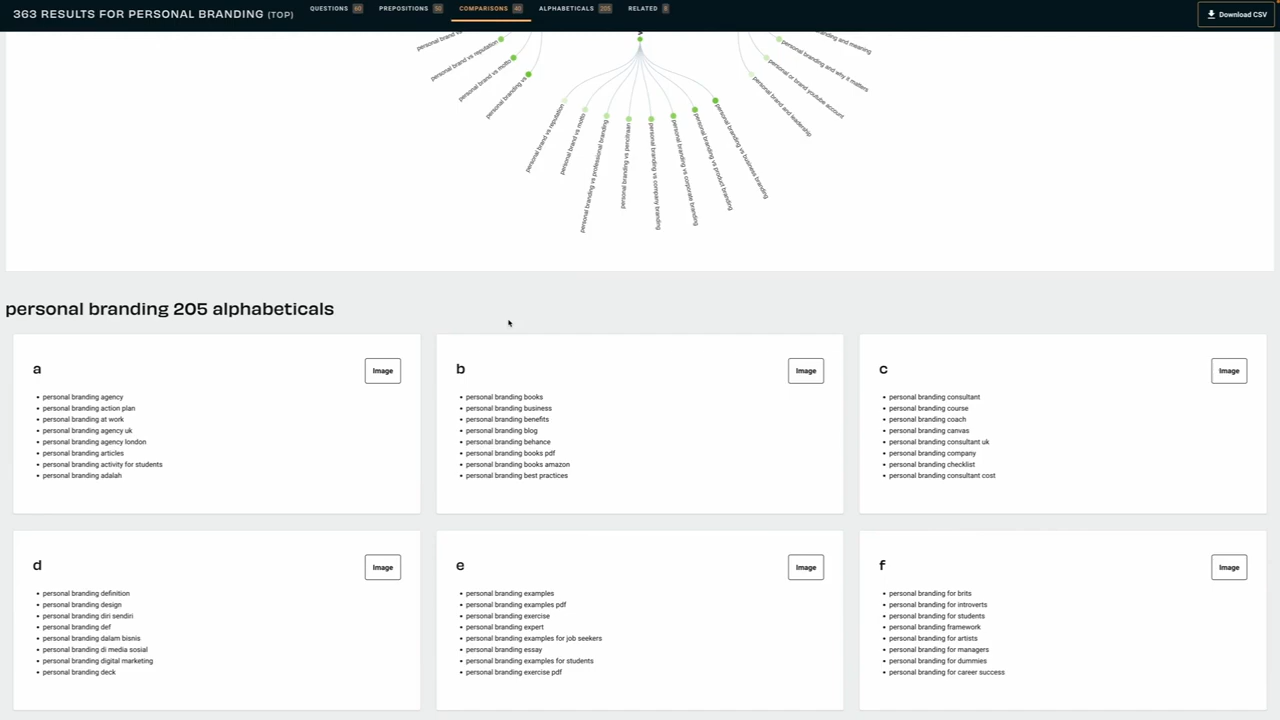 363 RESULTS FOR PERSONAL BRANDING (TOP)
QUESTIONS 60
PREPOSITIONS 50
COMPARISONS 40
ALPHABETICALS 205
RELATED 8
Download CSV
personal brand vs reputation
personal brand vs motto
personal branding vs
personal brand vs reputation
personal brand vs motto
personal branding vs professional branding
personal branding vs pencitraan
personal branding vs company branding
personal branding vs corporate branding
personal branding vs product branding
personal branding vs business branding
personal brand and leadership
personal or brand youtube account
personal branding and why it matters
branding and meaning
personal branding 205 alphabeticals
a
Image
• personal branding agency
• personal branding action plan
• personal branding at work
• personal branding agency uk
• personal branding agency london
• personal branding articles
• personal branding activity for students
• personal branding adalah
b
Image
• personal branding books
• personal branding business
• personal branding benefits
• personal branding blog
• personal branding behance
• personal branding books pdf
• personal branding books amazon
• personal branding best practices
c
Image
• personal branding consultant
• personal branding course
• personal branding coach
• personal branding canvas
• personal branding consultant uk
• personal branding company
• personal branding checklist
• personal branding consultant cost
d
Image
• personal branding definition
• personal branding design
• personal branding diri sendiri
• personal branding def
• personal branding dalam bisnis
• personal branding di media sosial
• personal branding digital marketing
• personal branding deck
e
Image
• personal branding examples
• personal branding examples pdf
• personal branding exercise
• personal branding expert
• personal branding examples for job seekers
• personal branding essay
• personal branding examples for students
• personal branding exercise pdf
f
Image
• personal branding for brits
• personal branding for introverts
• personal branding for students
• personal branding framework
• personal branding for artists
• personal branding for managers
• personal branding for dummies
• personal branding for career success